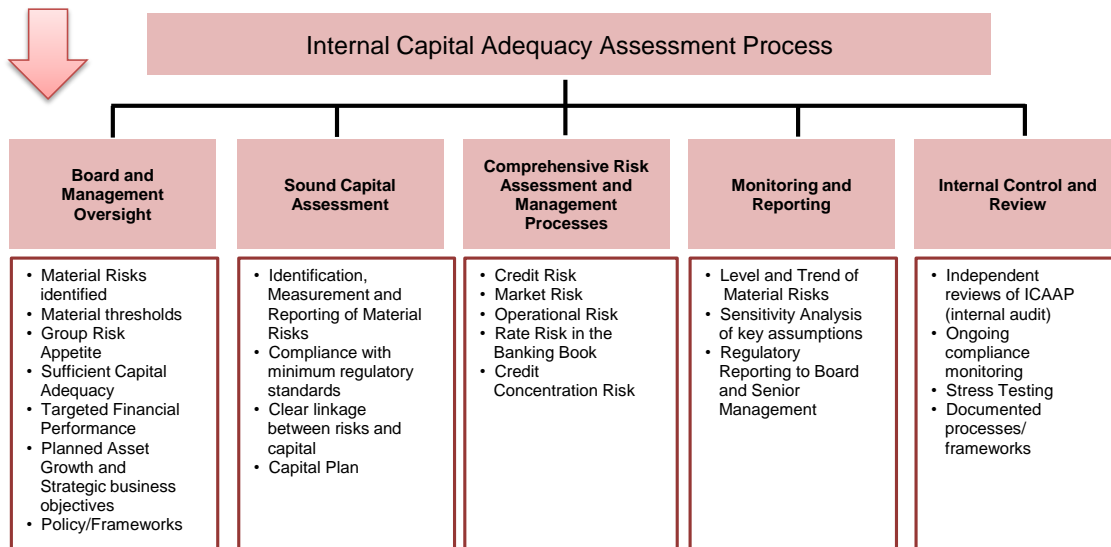 Internal Capital Adequacy Assessment Process
Board and
Management
Oversight
• Material Risks
identified
• Material thresholds
• Group Risk
Appetite
• Sufficient Capital
Adequacy
• Targeted Financial
Performance
• Planned Asset
Growth and
Strategic business
objectives
• Policy/Frameworks
Sound Capital
Assessment
• Identification,
Measurement and
Reporting of Material
Risks
• Compliance with
minimum regulatory
standards
• Clear linkage
between risks and
capital
• Capital Plan
Comprehensive Risk
Assessment and
Management
Processes
• Credit Risk
• Market Risk
• Operational Risk
• Rate Risk in the
Banking Book
• Credit
Concentration Risk
Monitoring and
Reporting
• Level and Trend of
Material Risks
• Sensitivity Analysis
of key assumptions
• Regulatory
Reporting to Board
and Senior
Management
Internal Control and
Review
• Independent
reviews of ICAAP
(internal audit)
• Ongoing
compliance
monitoring
• Stress Testing
• Documented
processes/
frameworks